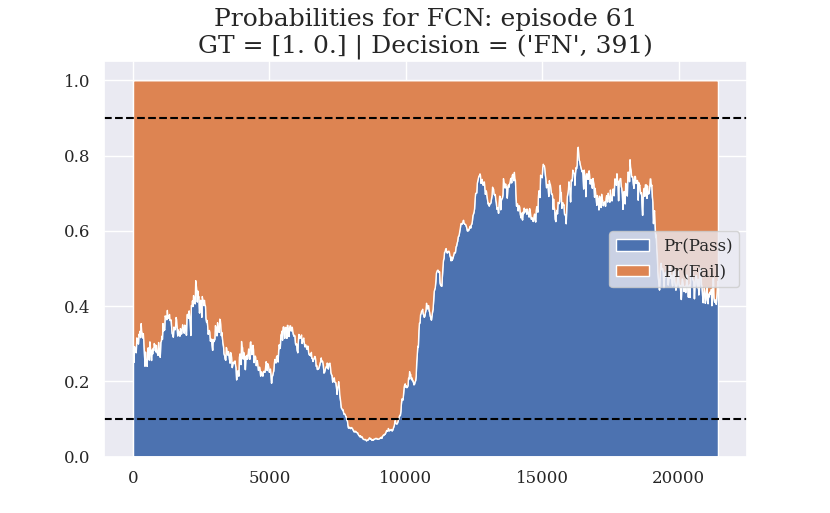 Probabilities for FCN: episode 61
GT = [1. 0.] | Decision = ('FN', 391)
1.0
0.8
0.6
0.4
0.2
0.0
Pr(Pass)
Pr(Fail)
0 5000 10000 15000 20000